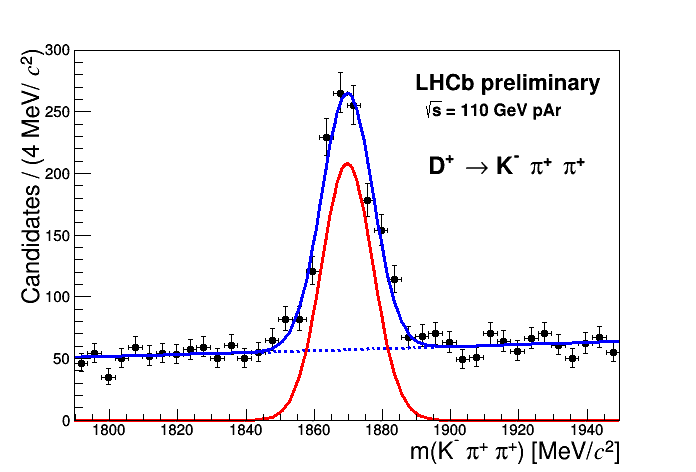 Candidates / (4 MeV/ c²)
300
250
200
150
100
50
0
LHCb preliminary
√s = 110 GeV pAr
D⁺ → K⁻ π⁺ π⁺
1800 1820 1840 1860 1880 1900 1920 1940
m(K⁻ π⁺ π⁺) [MeV/c²]